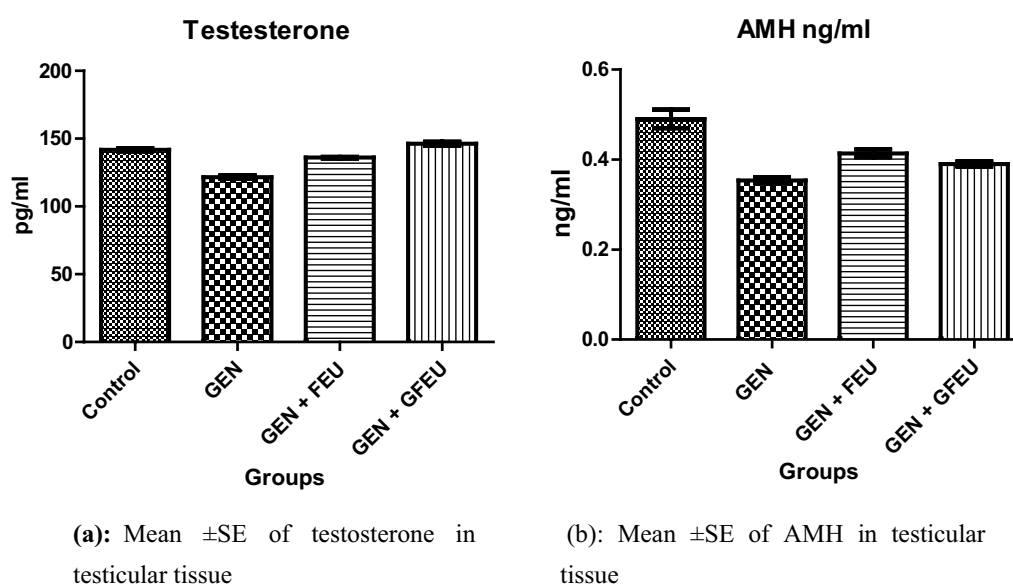 Testesterone
200
150
100
50
0
pg/ml
Control
GEN
GEN + FEU
GEN + GFEU
Groups
(a): Mean ±SE of testosterone in
testicular tissue
AMH ng/ml
0.6
0.4
0.2
0.0
ng/ml
Control
GEN
GEN + FEU
GEN + GFEU
Groups
(b): Mean ±SE of AMH in testicular
tissue